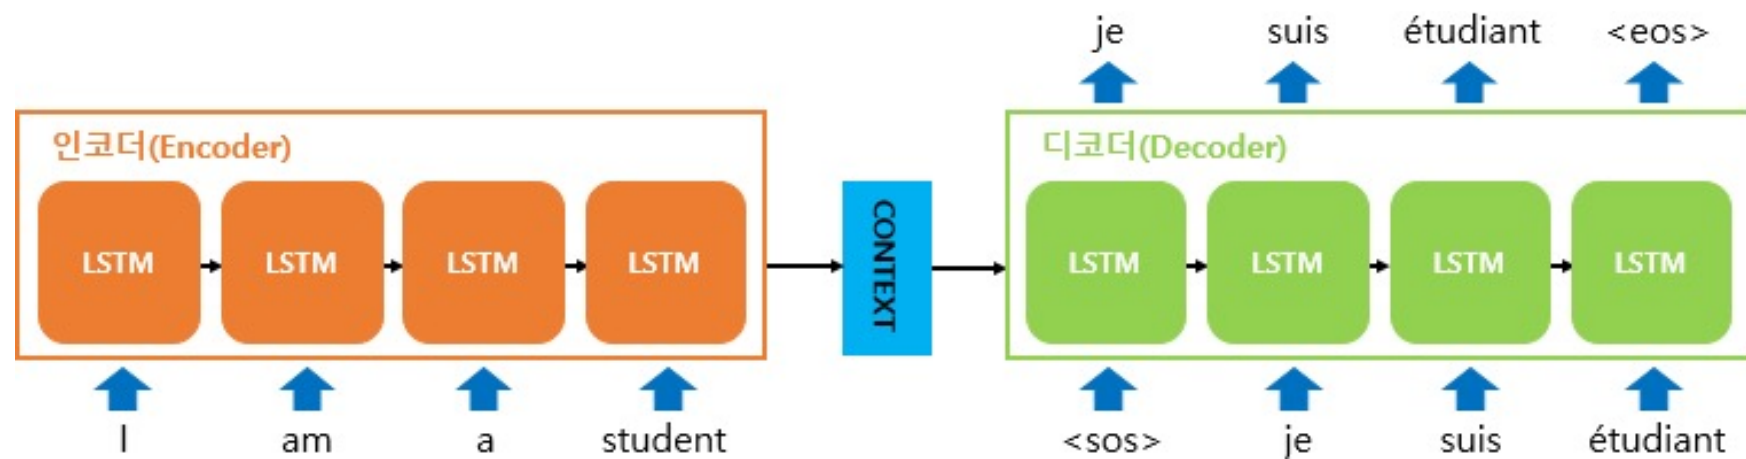 je suis étudiant <eos>
인코더(Encoder)
디코더(Decoder)
LSTM LSTM LSTM LSTM
CONTEXT
LSTM LSTM LSTM LSTM
I am a student
<sos> je suis étudiant